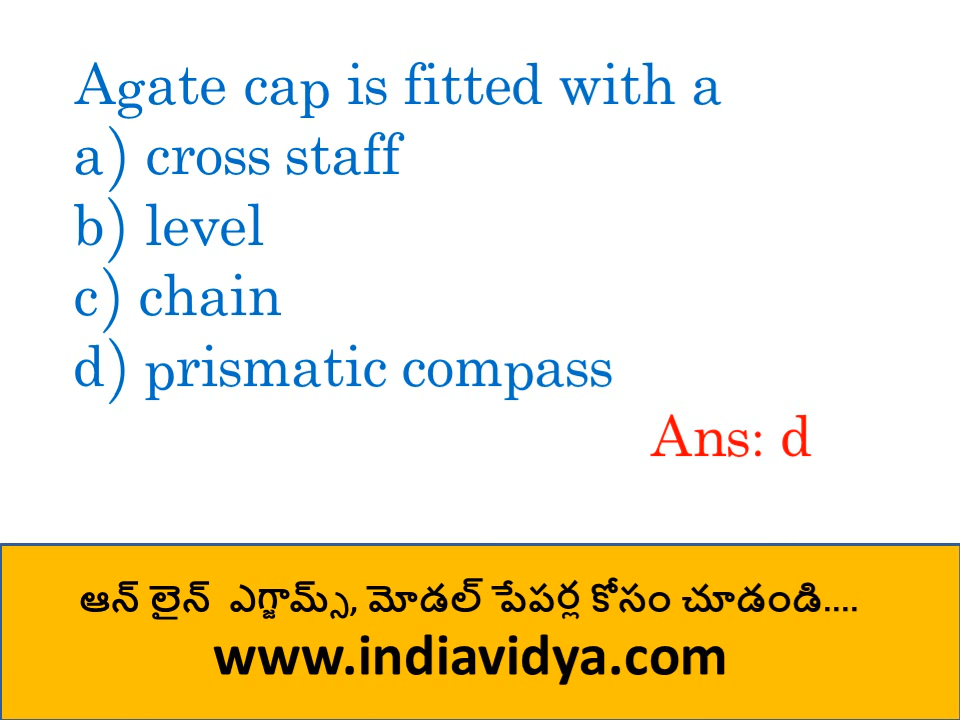 Agate cap is fitted with a
a) cross staff
b) level
c) chain
d) prismatic compass
Ans: d
ఆన్ లైన్ ఎగ్జామ్స్, మోడల్ పేపర్ల కోసం చూడండి....
www.indiavidya.com